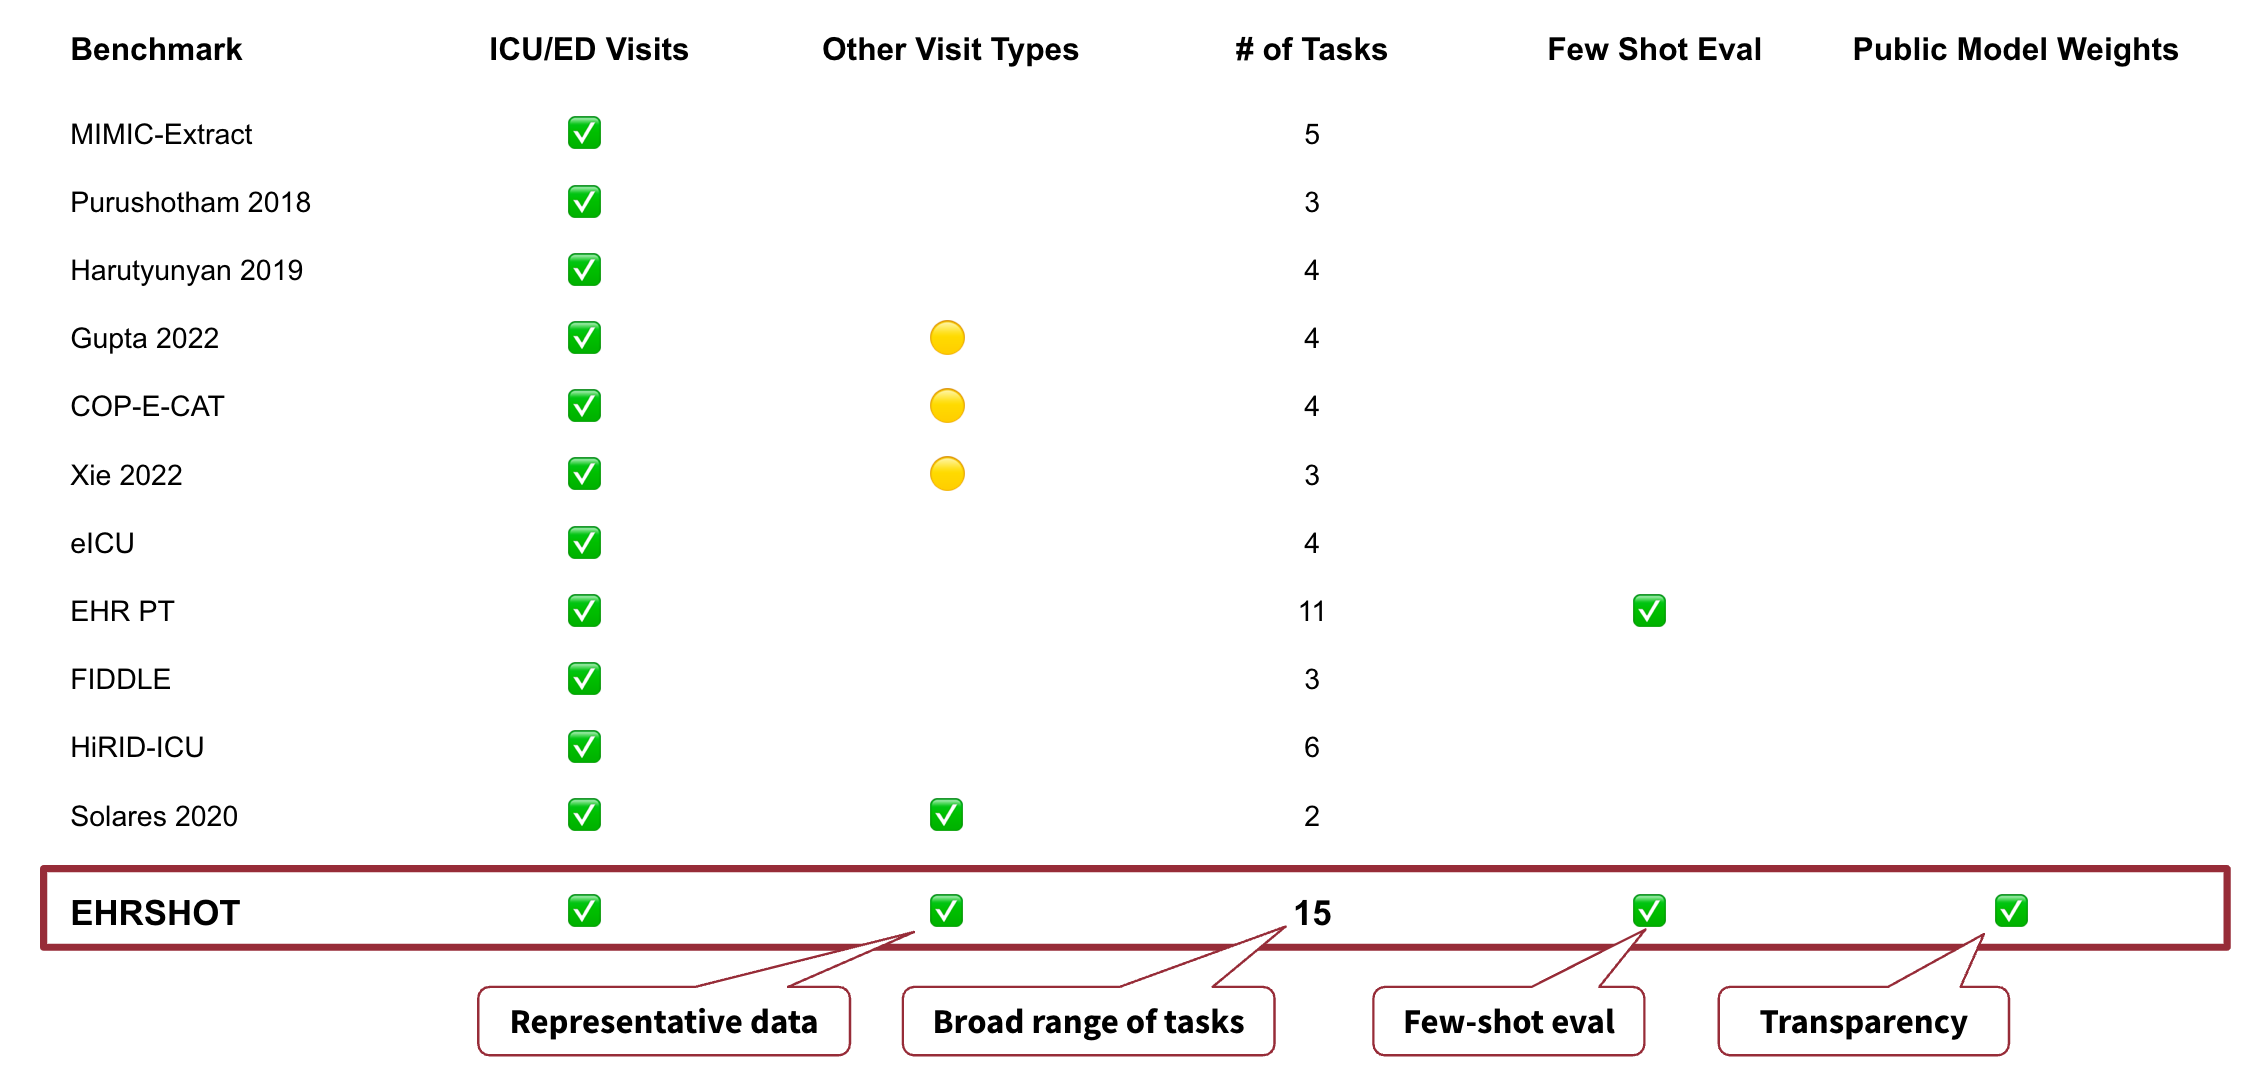 Benchmark ICU/ED Visits Other Visit Types # of Tasks Few Shot Eval Public Model Weights
MIMIC-Extract ✅ 5
Purushotham 2018 ✅ 3
Harutyunyan 2019 ✅ 4
Gupta 2022 ✅ 🟡 4
COP-E-CAT ✅ 🟡 4
Xie 2022 ✅ 🟡 3
eICU ✅ 4
EHR PT ✅ 11 ✅
FIDDLE ✅ 3
HiRID-ICU ✅ 6
Solares 2020 ✅ ✅ 2
EHRSHOT ✅ ✅ 15 ✅ ✅
Representative data Broad range of tasks Few-shot eval Transparency